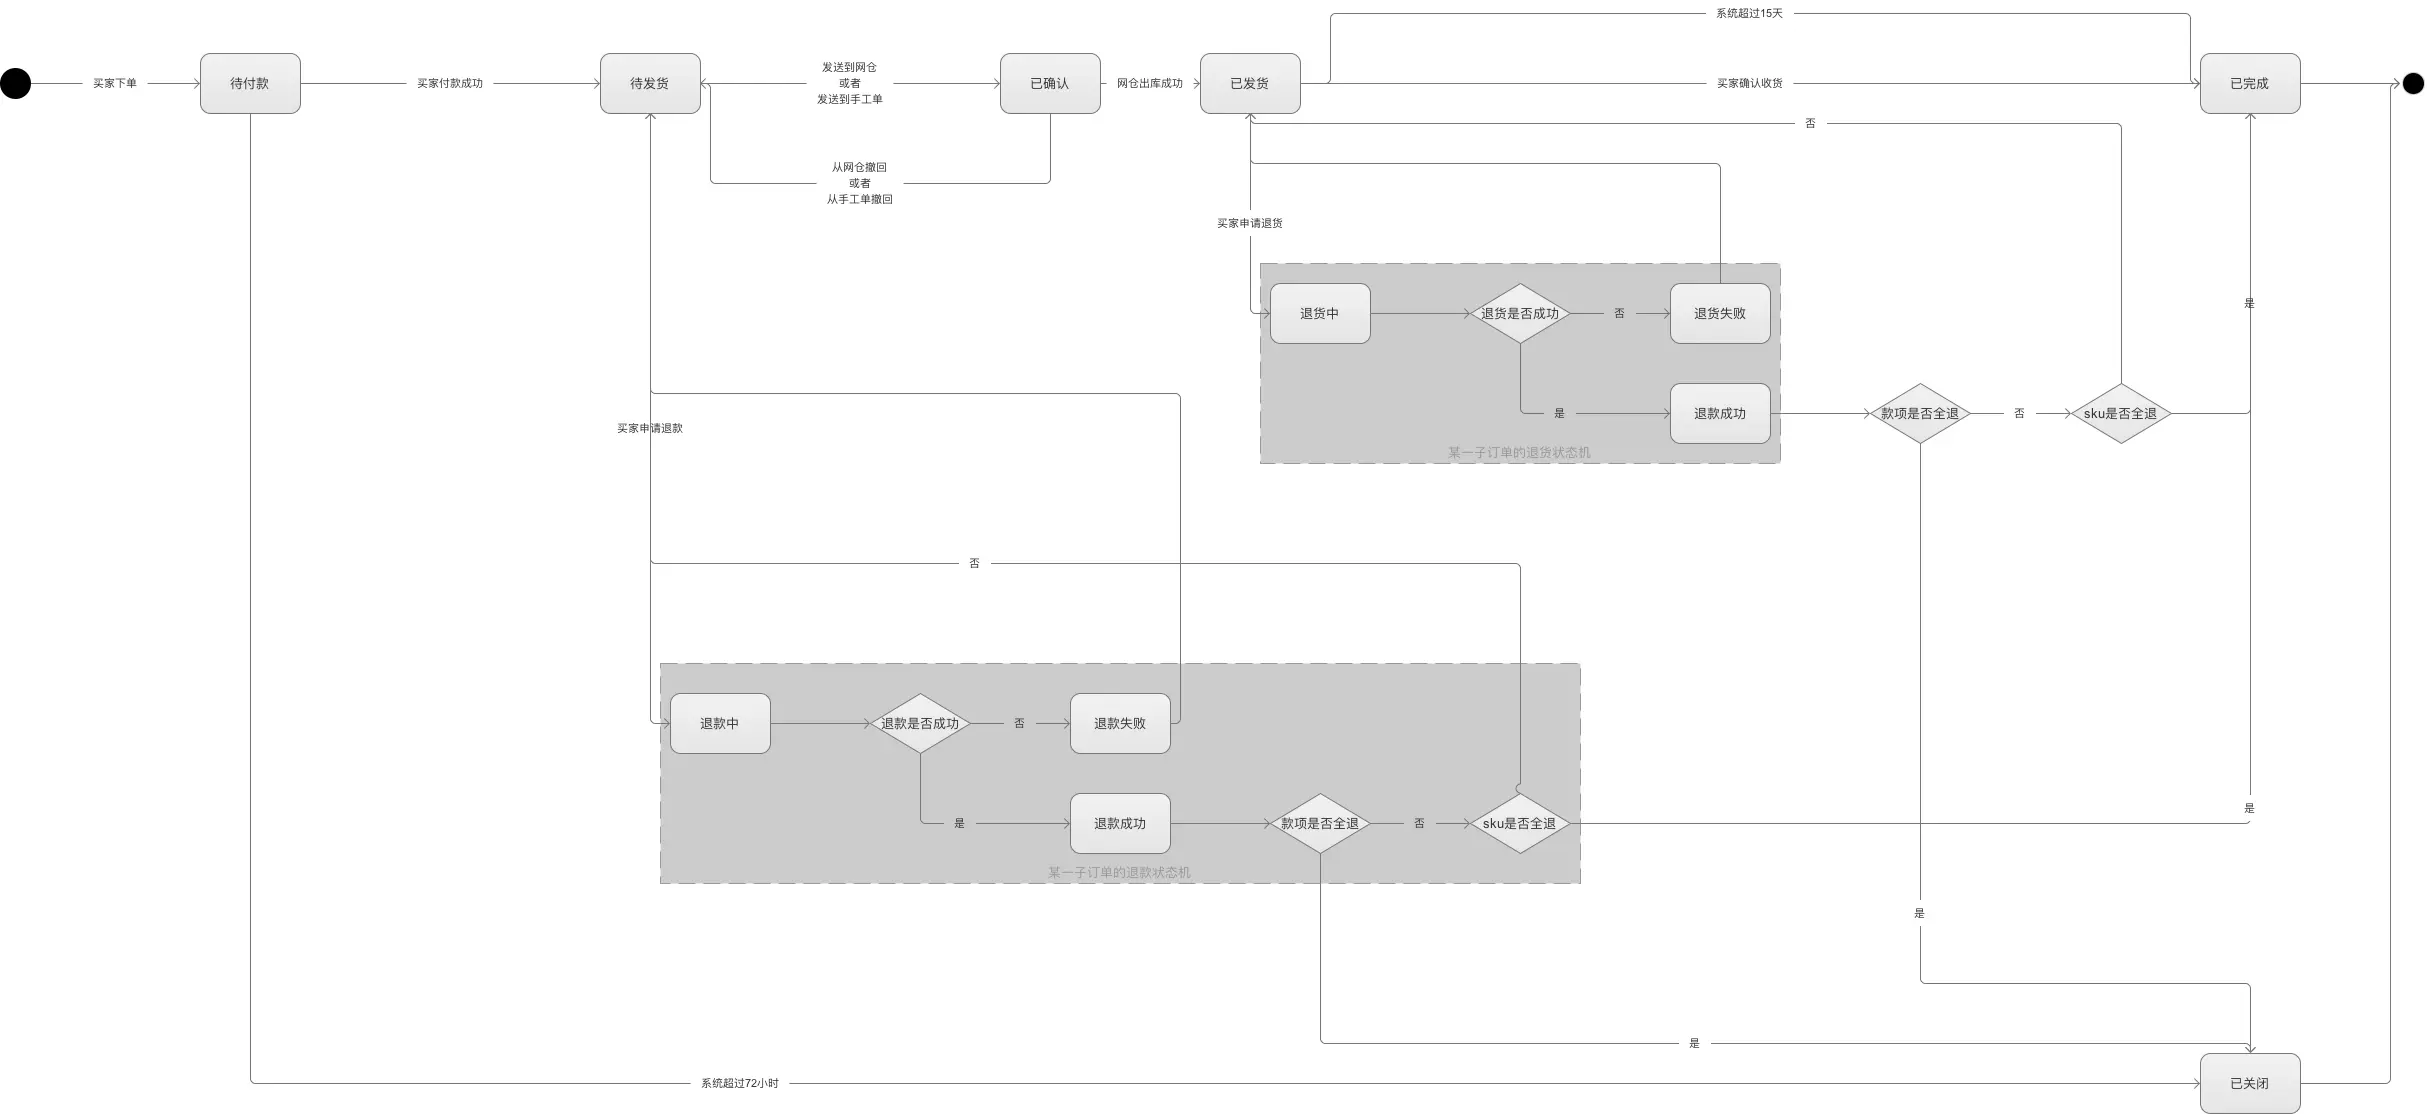 系统超过15天
买家下单
待付款
买家付款成功
待发货
发送到网仓
或者
发送到手工单
已确认
网仓出库成功
已发货
买家确认收货
已完成
否
从网仓撤回
或者
从手工单撤回
买家申请退货
是
退货中
退货是否成功
否
退货失败
是
退款成功
款项是否全退
否
sku是否全退
某一子订单的退货状态机
买家申请退款
否
退款中
退款是否成功
否
退款失败
是
是
退款成功
款项是否全退
否
sku是否全退
某一子订单的退款状态机
是
是
系统超过72小时
已关闭